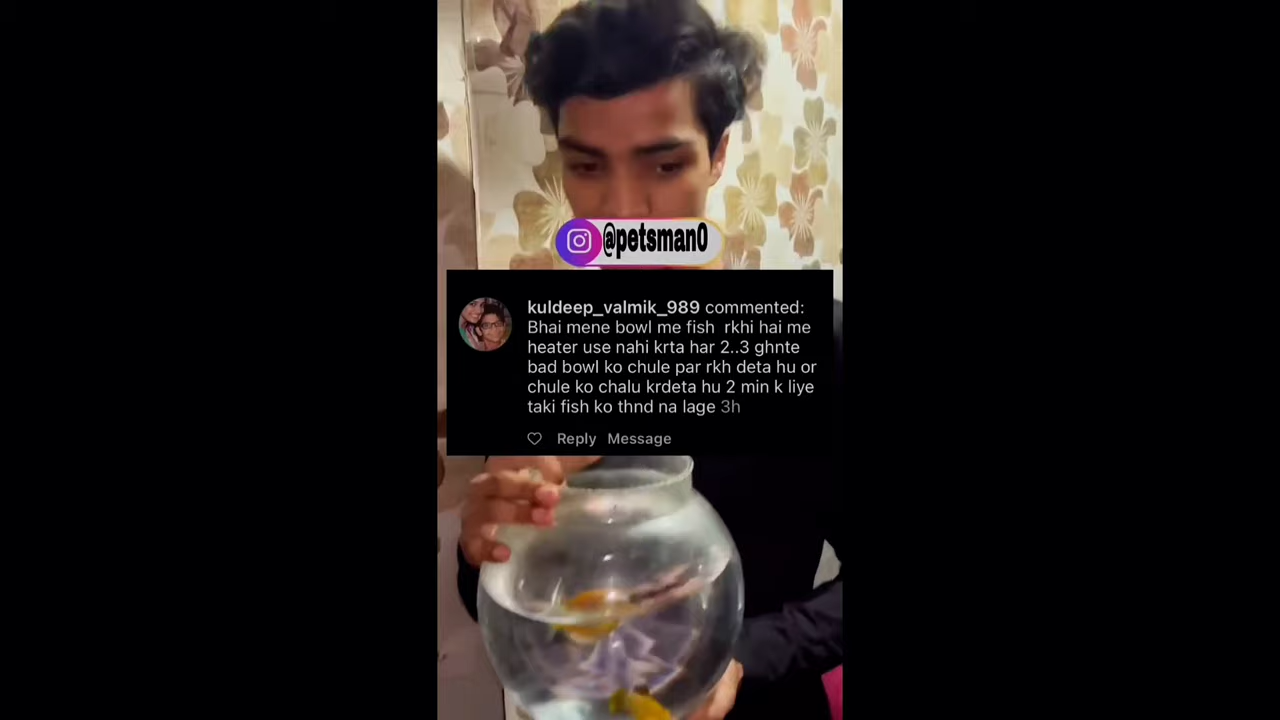 @petsman0
kuldeep_valmik_989 commented:
Bhai mene bowl me fish rkhi hai me
heater use nahi krta har 2..3 ghnte
bad bowl ko chule par rkh deta hu or
chule ko chalu krdeta hu 2 min k liye
taki fish ko thnd na lage 3h
Reply Message